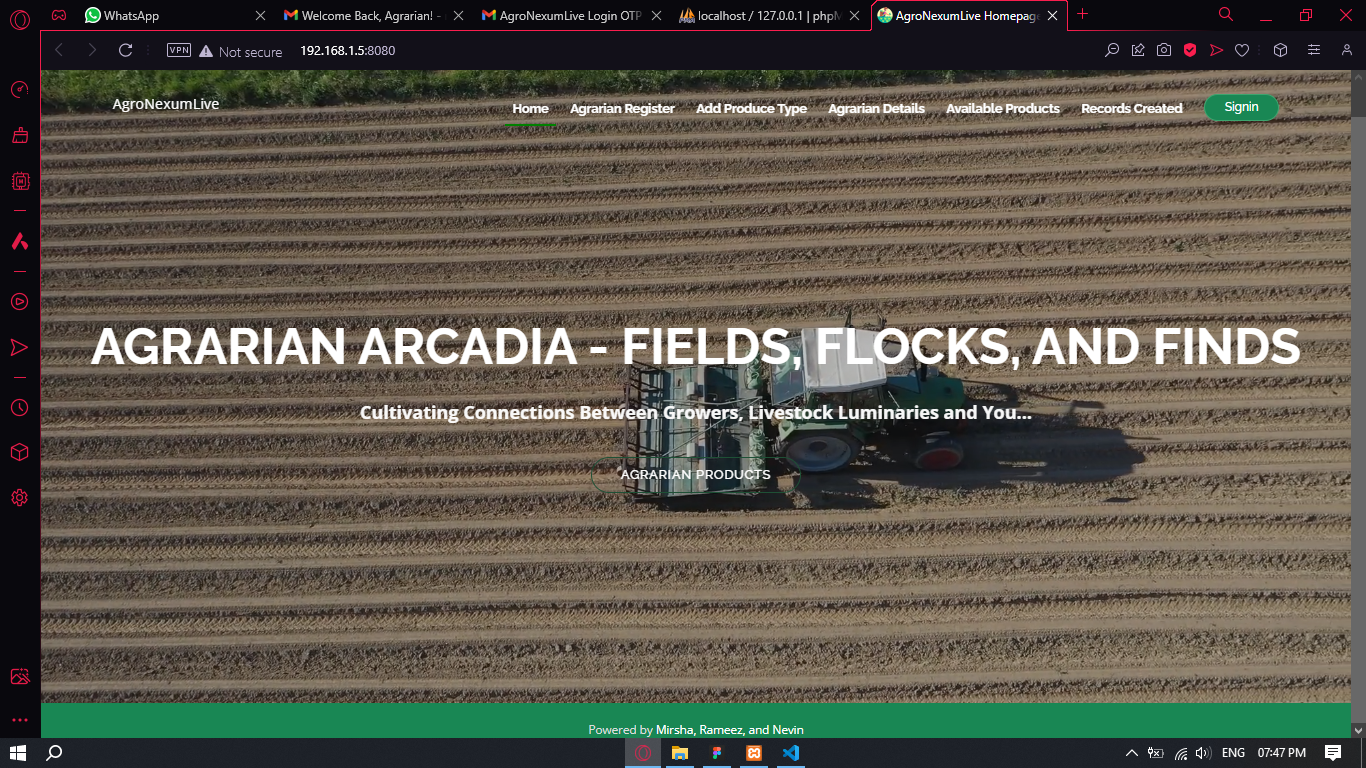 WhatsApp
Welcome Back, Agrarian! -
AgroNexumLive Login OTP
localhost / 127.0.0.1 | phpM
AgroNexumLive Homepage
VPN
Not secure
192.168.1.5:8080
AgroNexumLive
Home
Agrarian Register
Add Produce Type
Agrarian Details
Available Products
Records Created
Signin
AGRARIAN ARCADIA - FIELDS, FLOCKS, AND FINDS
Cultivating Connections Between Growers, Livestock Luminaries and You...
AGRARIAN PRODUCTS
Powered by Mirsha, Rameez, and Nevin
ENG
07:47 PM